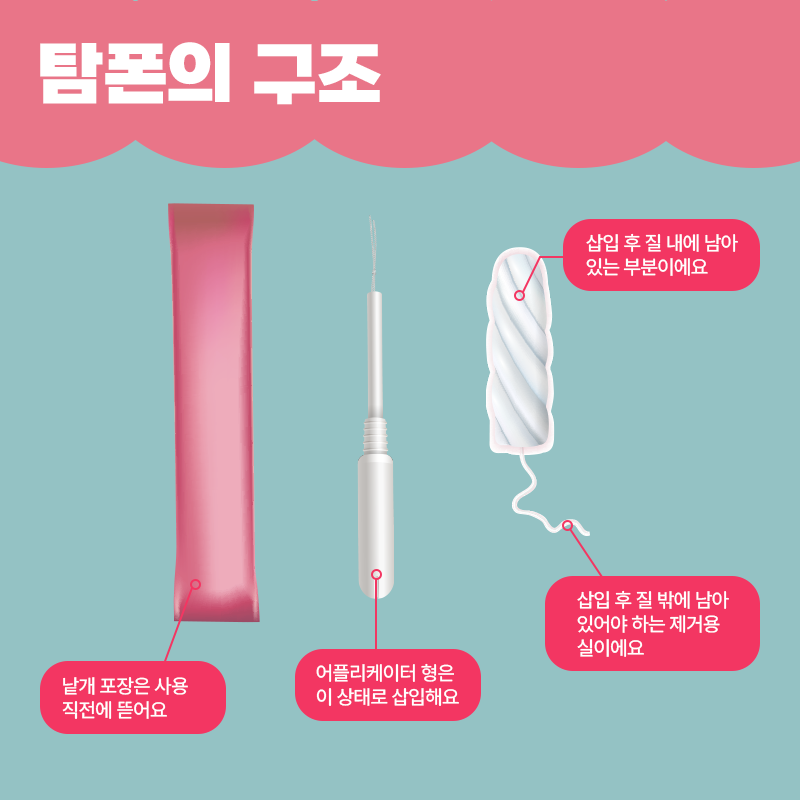 탐폰의 구조
삽입 후 질 내에 남아
있는 부분이에요
삽입 후 질 밖에 남아
있어야 하는 제거용
실이에요
어플리케이터 형은
이 상태로 삽입해요
낱개 포장은 사용
직전에 뜯어요